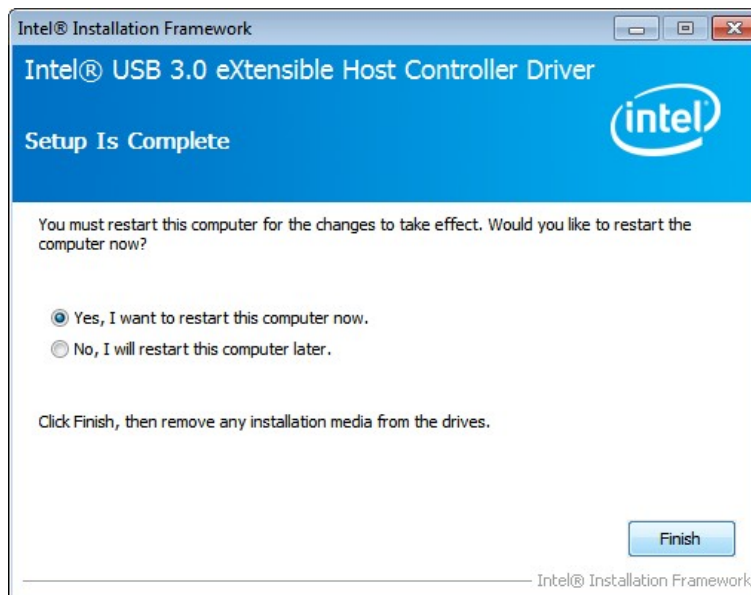 Intel® Installation Framework
Intel® USB 3.0 eXtensible Host Controller Driver
Setup Is Complete
intel
You must restart this computer for the changes to take effect. Would you like to restart the
computer now?
Yes, I want to restart this computer now.
No, I will restart this computer later.
Click Finish, then remove any installation media from the drives.
Finish
Intel® Installation Framework